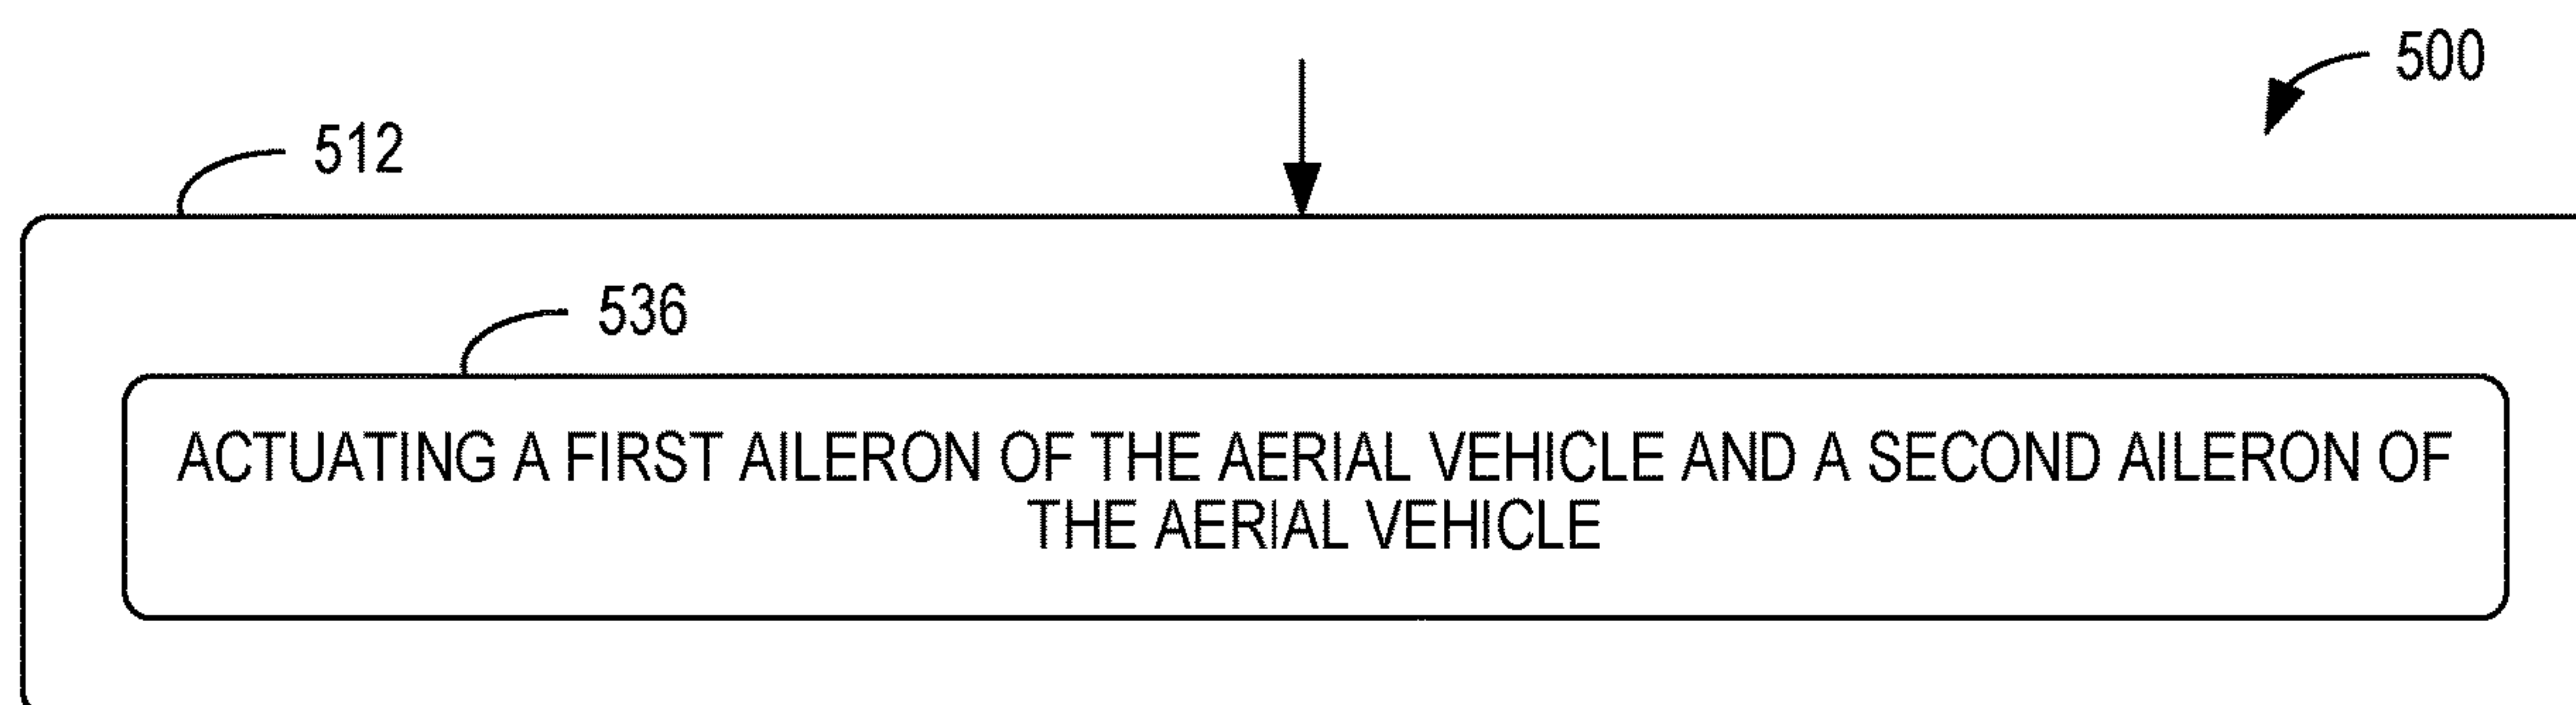 500
512
536
ACTUATING A FIRST AILERON OF THE AERIAL VEHICLE AND A SECOND AILERON OF
THE AERIAL VEHICLE